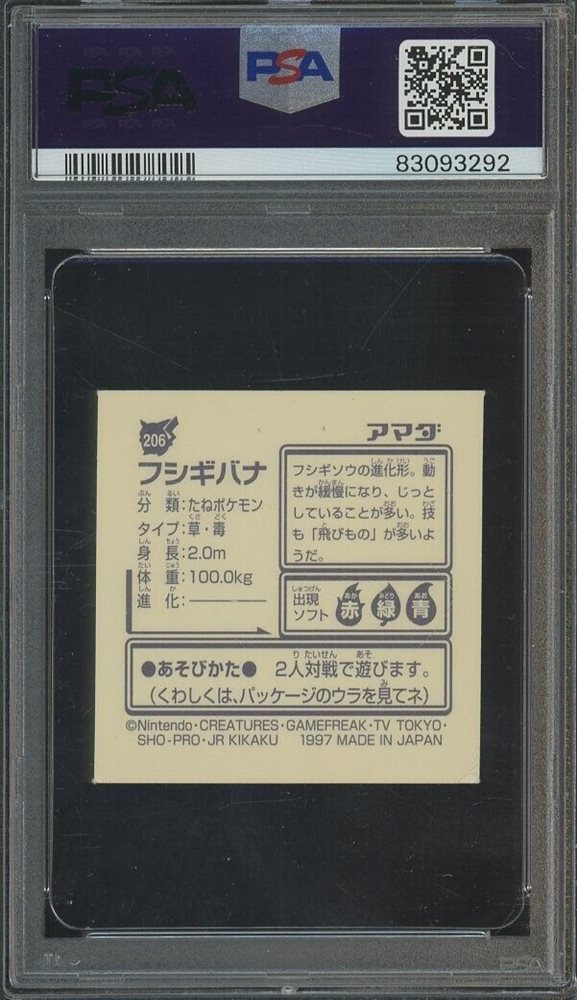 PSA
PSA
83093292
206
アマダ
フシギバナ
分類:たねポケモン
タイプ:草・毒
身長:2.0m
体重:100.0kg
進化:
フシギソウの進化形。動
きが緩慢になり、じっと
していることが多い。技
も「飛びもの」が多いよ
うだ。
出現
ソフト
赤 緑 青
●あそびかた● 2人対戦で遊びます。
(くわしくは、パッケージのウラを見てネ)
©Nintendo・CREATURES・GAMEFREAK・TV TOKYO・
SHO-PRO・JR KIKAKU 1997 MADE IN JAPAN
PSA